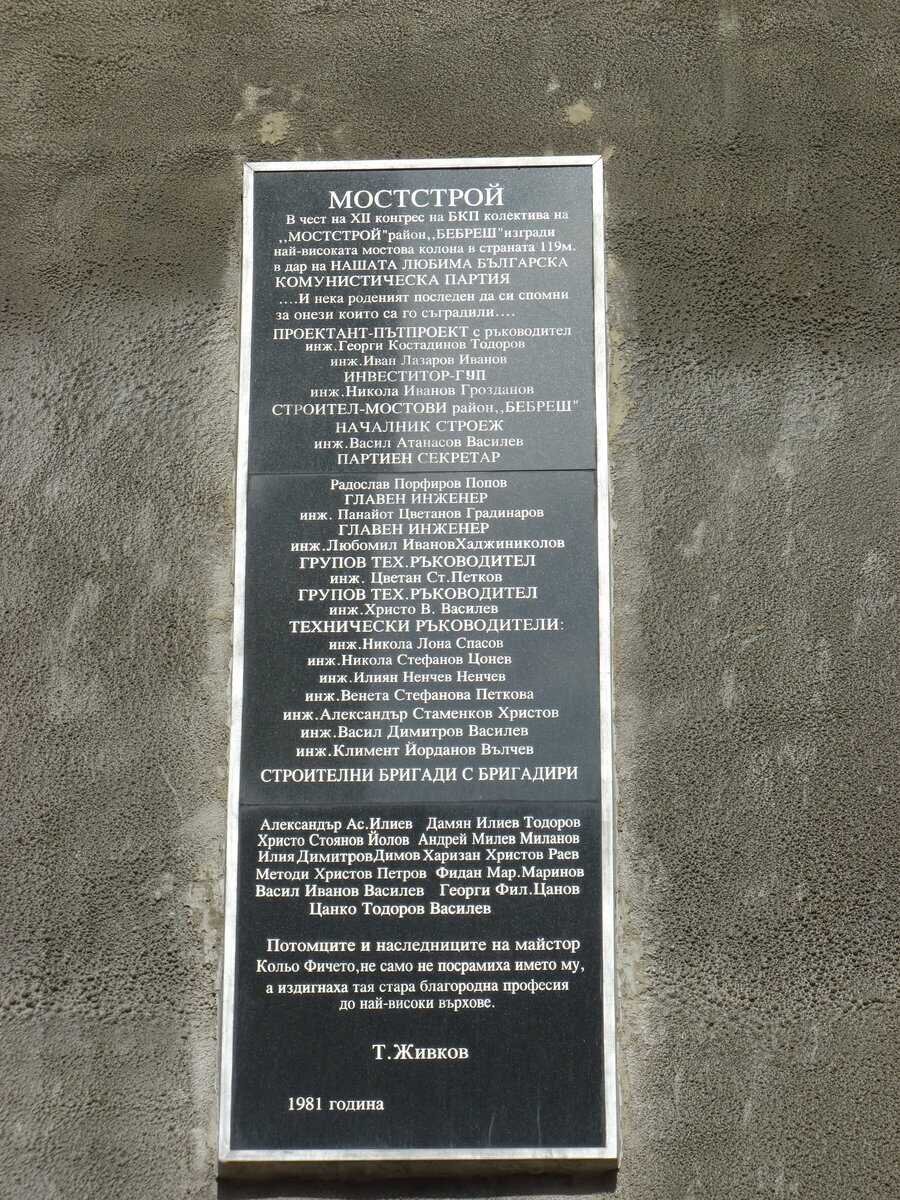 МОСТСТРОЙ
В чест на XII конгрес на БКП колектива на
,,МОСТСТРОЙ"район,,БЕБРЕШ"изгради
най-високата мостова колона в страната 119м.
в дар на НАШАТА ЛЮБИМА БЪЛГАРСКА
КОМУНИСТИЧЕСКА ПАРТИЯ
....И нека роденият последен да си спомни
за онези които са го съградили....
ПРОЕКТАНТ-ПЪТПРОЕКТ с ръководител
инж.Георги Костадинов Тодоров
инж.Иван Лазаров Иванов
ИНВЕСТИТОР-ГУП
инж.Никола Иванов Грозданов
СТРОИТЕЛ-МОСТОВИ район,,БЕБРЕШ"
НАЧАЛНИК СТРОЕЖ
инж.Васил Атанасов Василев
ПАРТИЕН СЕКРЕТАР
Радослав Порфиров Попов
ГЛАВЕН ИНЖЕНЕР
инж. Панайот Цветанов Градинаров
ГЛАВЕН ИНЖЕНЕР
инж.Любомил ИвановХаджиниколов
ГРУПОВ ТЕХ.РЪКОВОДИТЕЛ
инж. Цветан Ст.Петков
ГРУПОВ ТЕХ.РЪКОВОДИТЕЛ
инж.Христо В. Василев
ТЕХНИЧЕСКИ РЪКОВОДИТЕЛИ:
инж.Никола Лона Спасов
инж.Никола Стефанов Цонев
инж.Илиян Ненчев Ненчев
инж.Венета Стефанова Петкова
инж.Александър Стаменков Христов
инж.Васил Димитров Василев
инж.Климент Йорданов Вълчев
СТРОИТЕЛНИ БРИГАДИ С БРИГАДИРИ
Александър Ас.Илиев Дамян Илиев Тодоров
Христо Стоянов Йолов Андрей Милев Миланов
Илия ДимитровДимов Харизан Христов Раев
Методи Христов Петров Фидан Мар.Маринов
Васил Иванов Василев Георги Фил.Цанов
Цанко Тодоров Василев
Потомците и наследниците на майстор
Кольо Фичето,не само не посрамиха името му,
а издигнаха тая стара благородна професия
до най-високи върхове.
Т.Живков
1981 година